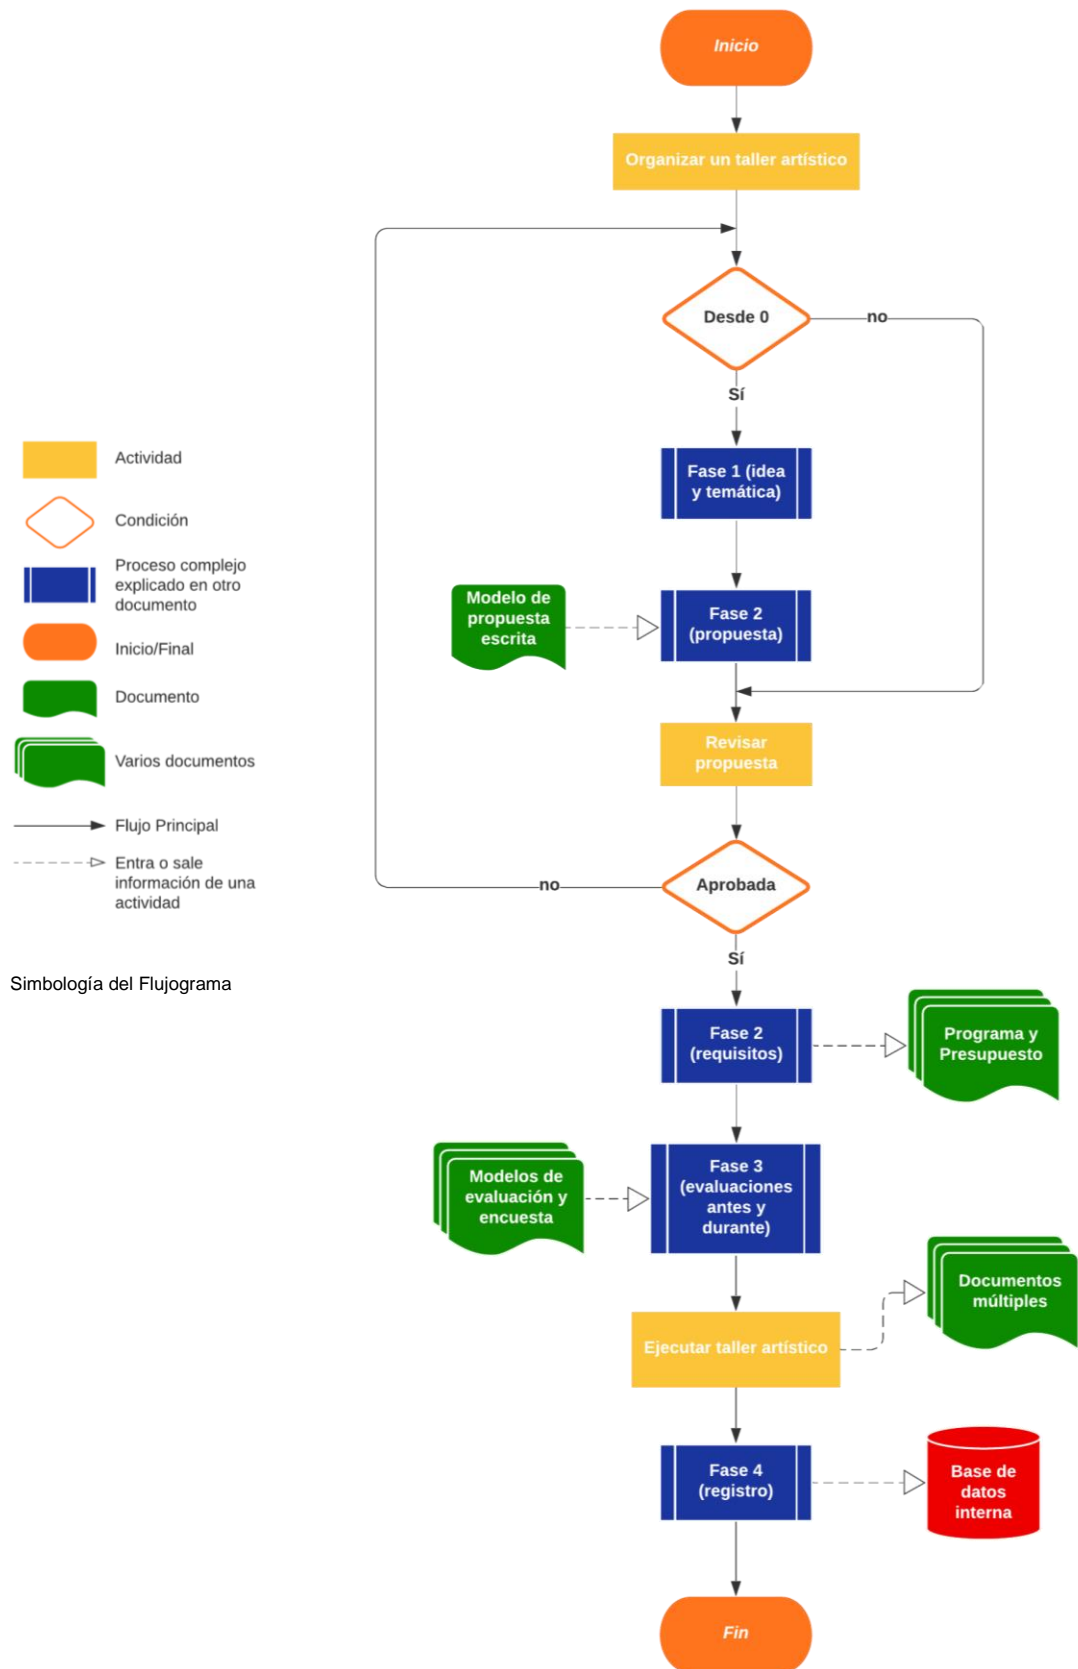 Inicio
Organizar un taller artístico
Desde 0
no
Sí
Fase 1 (idea
y temática)
Modelo de
propuesta
escrita
Fase 2
(propuesta)
Revisar
propuesta
Aprobada
no
Sí
Fase 2
(requisitos)
Programa y
Presupuesto
Modelos de
evaluación y
encuesta
Fase 3
(evaluaciones
antes y
durante)
Documentos
múltiples
Ejecutar taller artístico
Fase 4
(registro)
Base de
datos
interna
Fin
Actividad
Condición
Proceso complejo
explicado en otro
documento
Inicio/Final
Documento
Varios documentos
Flujo Principal
Entra o sale
información de una
actividad
Simbología del Flujograma